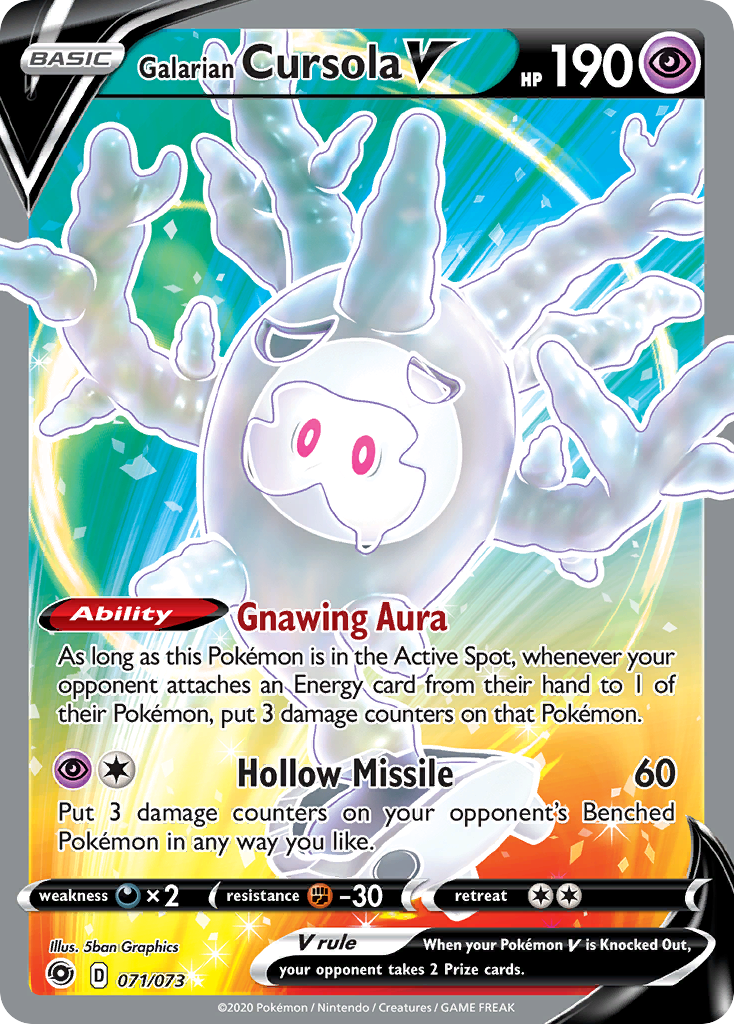 BASIC Galarian Cursola V HP 190
Ability Gnawing Aura
As long as this Pokémon is in the Active Spot, whenever your
opponent attaches an Energy card from their hand to 1 of
their Pokémon, put 3 damage counters on that Pokémon.
Hollow Missile 60
Put 3 damage counters on your opponent's Benched
Pokémon in any way you like.
weakness ×2 resistance -30 retreat
Illus. 5ban Graphics
V rule When your Pokémon V is Knocked Out,
your opponent takes 2 Prize cards.
D 071/073
©2020 Pokémon / Nintendo / Creatures / GAME FREAK